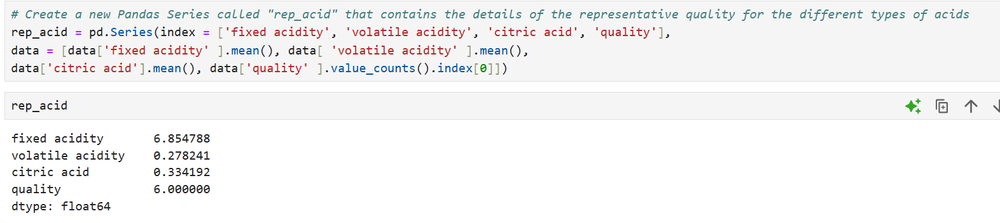 # Create a new Pandas Series called "rep_acid" that contains the details of the representative quality for the different types of acids
rep_acid = pd.Series(index = ['fixed acidity', 'volatile acidity', 'citric acid', 'quality'],
data = [data['fixed acidity' ].mean(), data[ 'volatile acidity' ].mean(),
data['citric acid'].mean(), data['quality' ].value_counts().index[0]])
rep_acid
fixed acidity       6.854788
volatile acidity    0.278241
citric acid         0.334192
quality             6.000000
dtype: float64